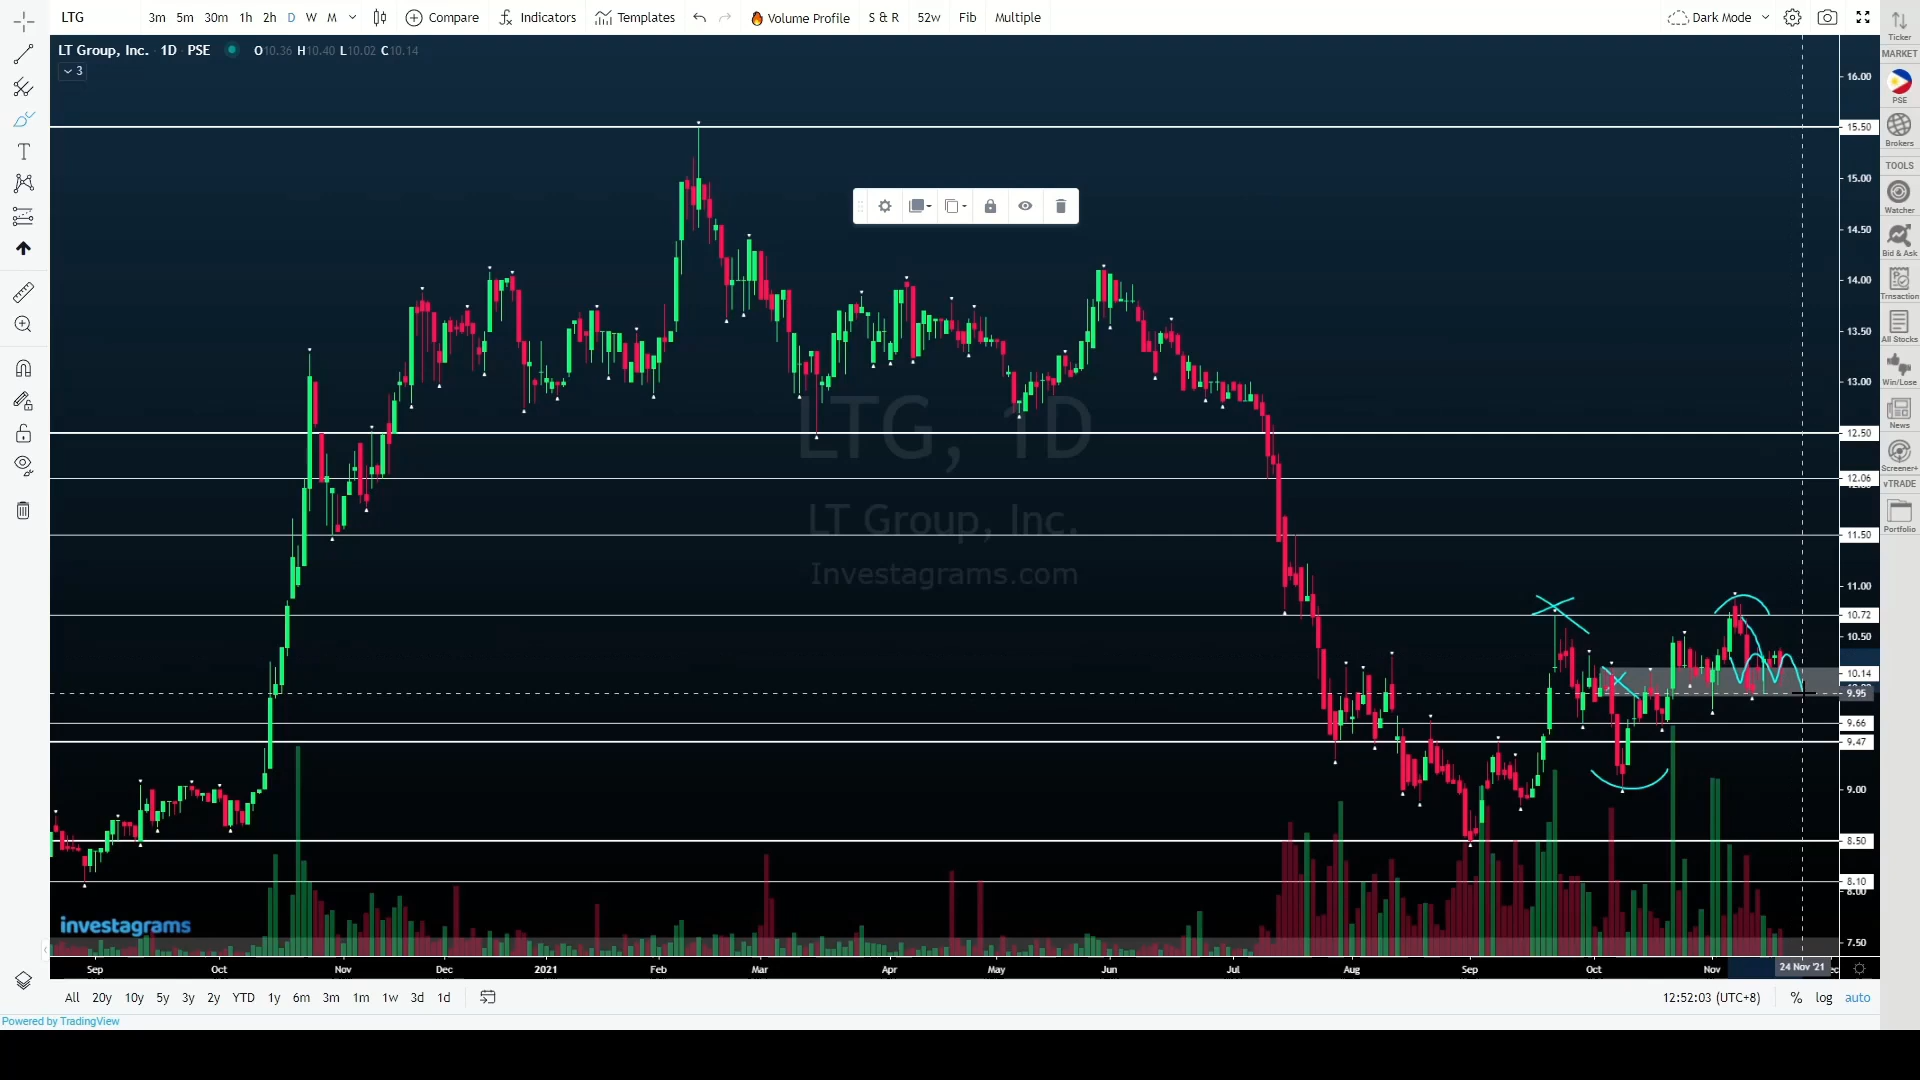 LTG 3m 5m 30m 1h 2h D W M Compare Indicators Templates Volume Profile S & R 52w Fib Multiple Dark Mode
LT Group, Inc. 1D PSE O10.36 H10.40 L10.02 C10.14
3
LTG, 1D
LT Group, Inc.
Investagrams.com
investagrams
16.00
15.50
15.00
14.50
14.00
13.50
13.00
12.50
12.06
11.50
11.00
10.72
10.50
10.14
9.95
9.66
9.47
9.00
8.50
8.10
8.00
7.50
Sep Oct Nov Dec 2021 Feb Mar Apr May Jun Jul Aug Sep Oct Nov 24 Nov '21
All 20y 10y 5y 3y 2y YTD 1y 6m 3m 1m 1w 3d 1d 12:52:03 (UTC+8) % log auto
Powered by TradingView
Ticker
MARKET
PSE
Brokers
TOOLS
Watcher
Bid & Ask
Trnsaction
All Stocks
Win/Lose
News
Screener+
vTRADE
Portfolio